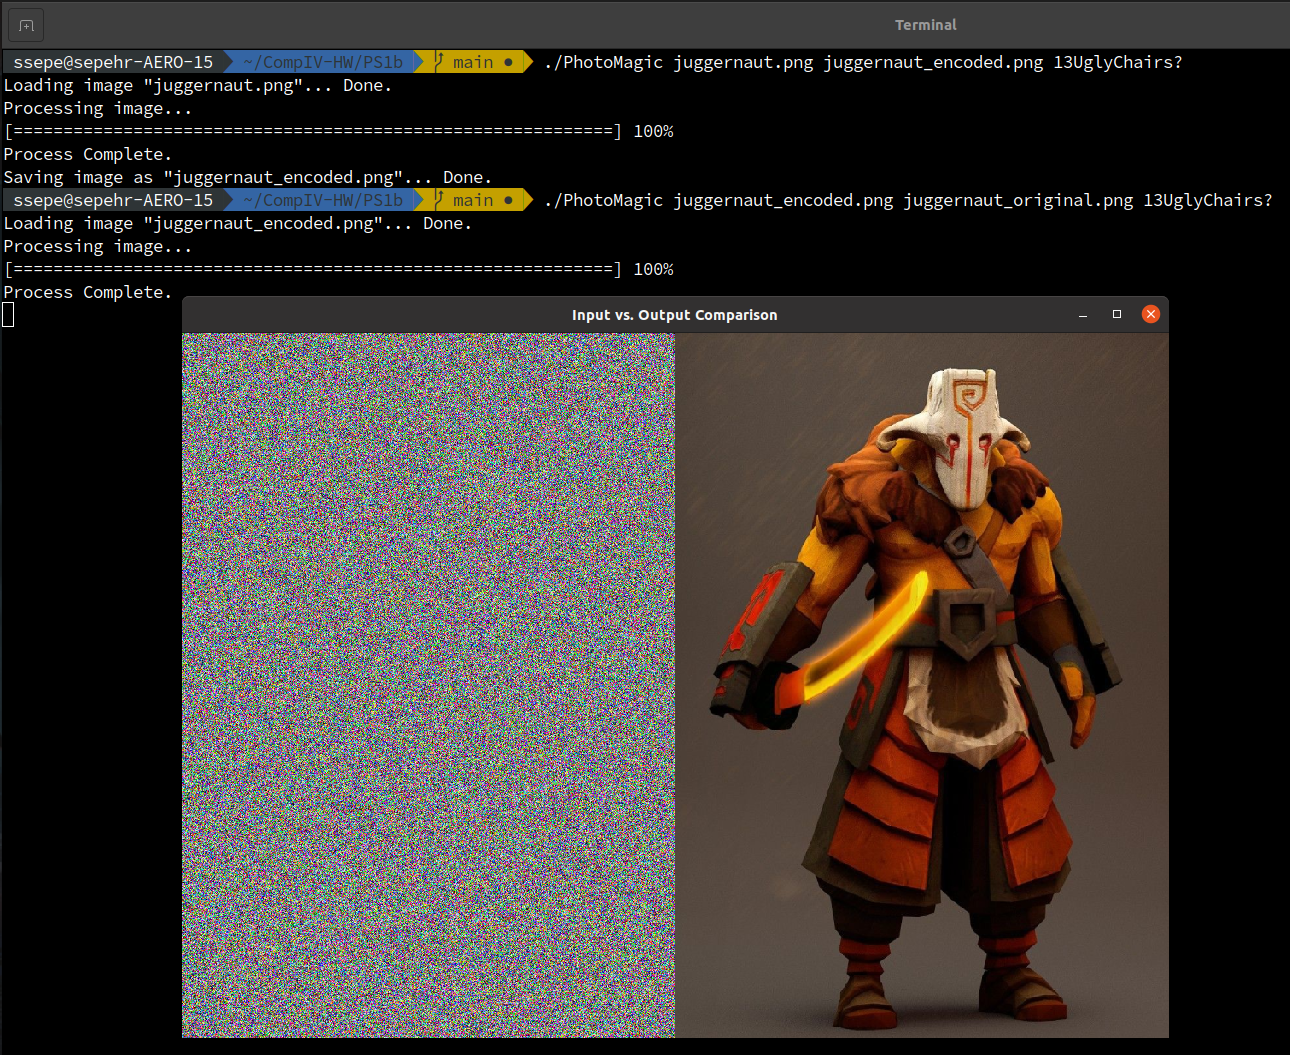 Terminal
ssepe@sepehr-AERO-15 ~/CompIV-HW/PS1b main ● ./PhotoMagic juggernaut.png juggernaut_encoded.png 13UglyChairs?
Loading image "juggernaut.png"... Done.
Processing image...
[============================================================] 100%
Process Complete.
Saving image as "juggernaut_encoded.png"... Done.
ssepe@sepehr-AERO-15 ~/CompIV-HW/PS1b main ● ./PhotoMagic juggernaut_encoded.png juggernaut_original.png 13UglyChairs?
Loading image "juggernaut_encoded.png"... Done.
Processing image...
[============================================================] 100%
Process Complete.
Input vs. Output Comparison